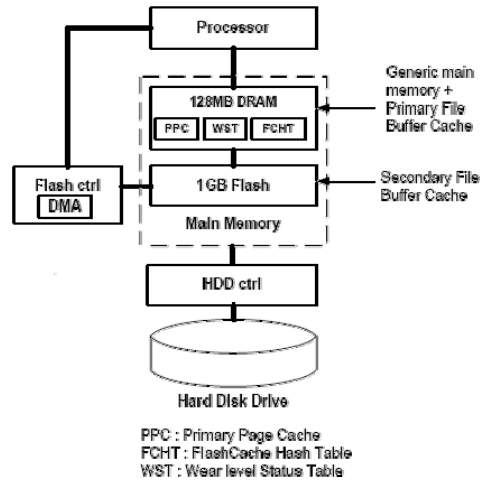 Processor
128MB DRAM
PPC WST FCHT
Generic main
memory +
Primary File
Buffer Cache
1GB Flash
Secondary File
Buffer Cache
Flash ctrl
DMA
Main Memory
HDD ctrl
Hard Disk Drive
PPC : Primary Page Cache
FCHT : FlashCache Hash Table
WST : Wear level Status Table